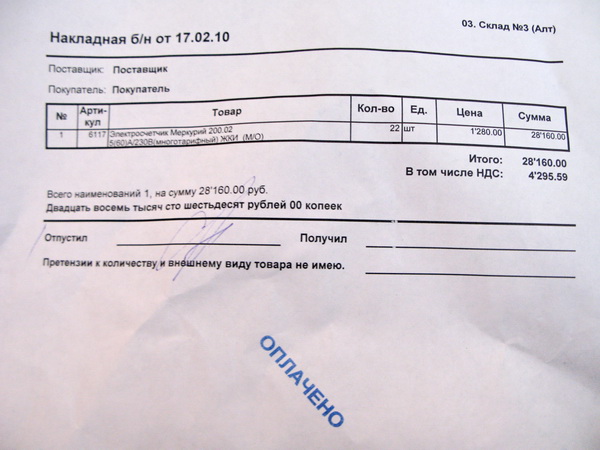 03. Склад №3 (Алт)
Накладная б/н от 17.02.10
Поставщик: Поставщик
Покупатель: Покупатель
№ Арти-кул Товар Кол-во Ед. Цена Сумма
1 6117 Электросчетчик Меркурий 200.02 22 шт 1'280.00 28'160.00
5(60)А/230В(многотарифный) ЖКИ (М/О)
Итого: 28'160.00
В том числе НДС: 4'295.59
Всего наименований 1, на сумму 28'160.00 руб.
Двадцать восемь тысяч сто шестьдесят рублей 00 копеек
Отпустил Получил
Претензии к количеству и внешнему виду товара не имею.
ОПЛАЧЕНО